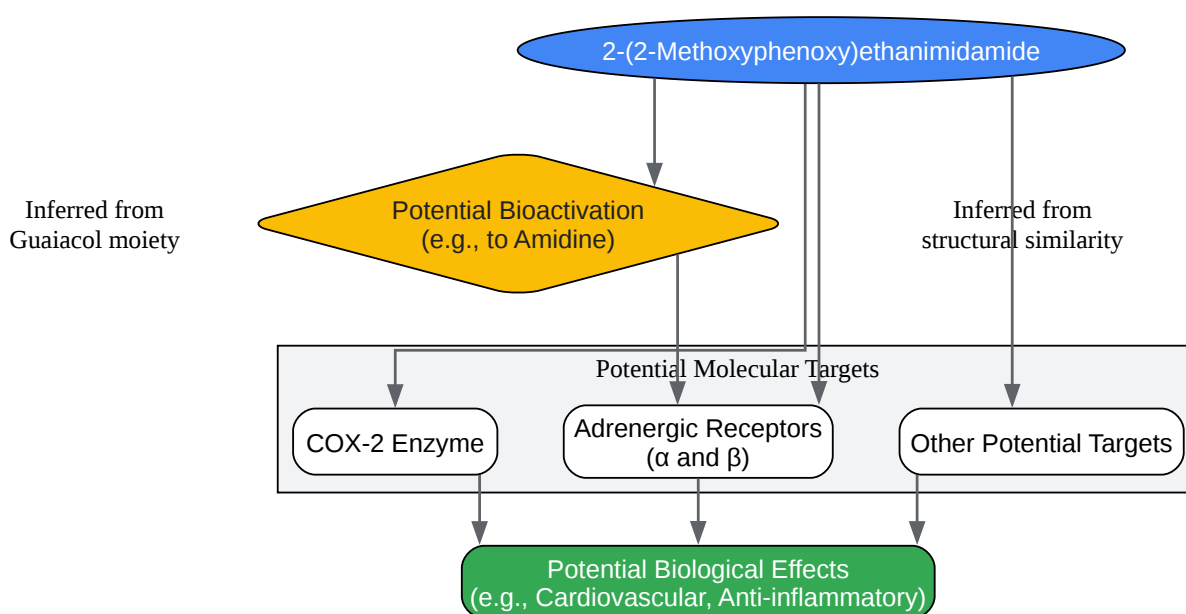 2-(2-Methoxyphenoxy)ethanimidamide
Potential Bioactivation
(e.g., to Amidine)
Inferred from
Guaiacol moiety
Inferred from
structural similarity
Potential Molecular Targets
COX-2 Enzyme
Adrenergic Receptors
(α and β)
Other Potential Targets
Potential Biological Effects
(e.g., Cardiovascular, Anti-inflammatory)